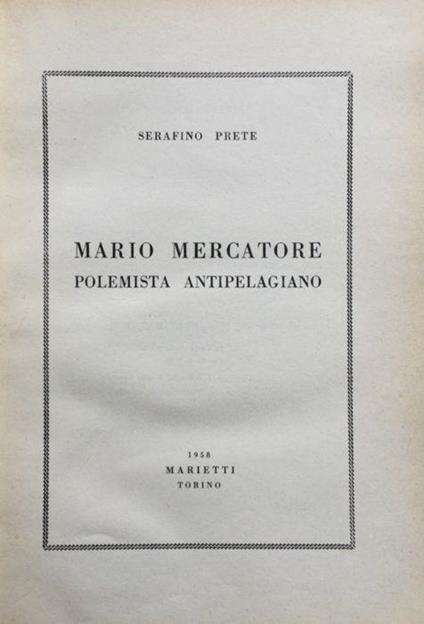 SERAFINO PRETE
MARIO MERCATORE
POLEMISTA ANTIPELAGIANO
1958
MARIETTI
TORINO